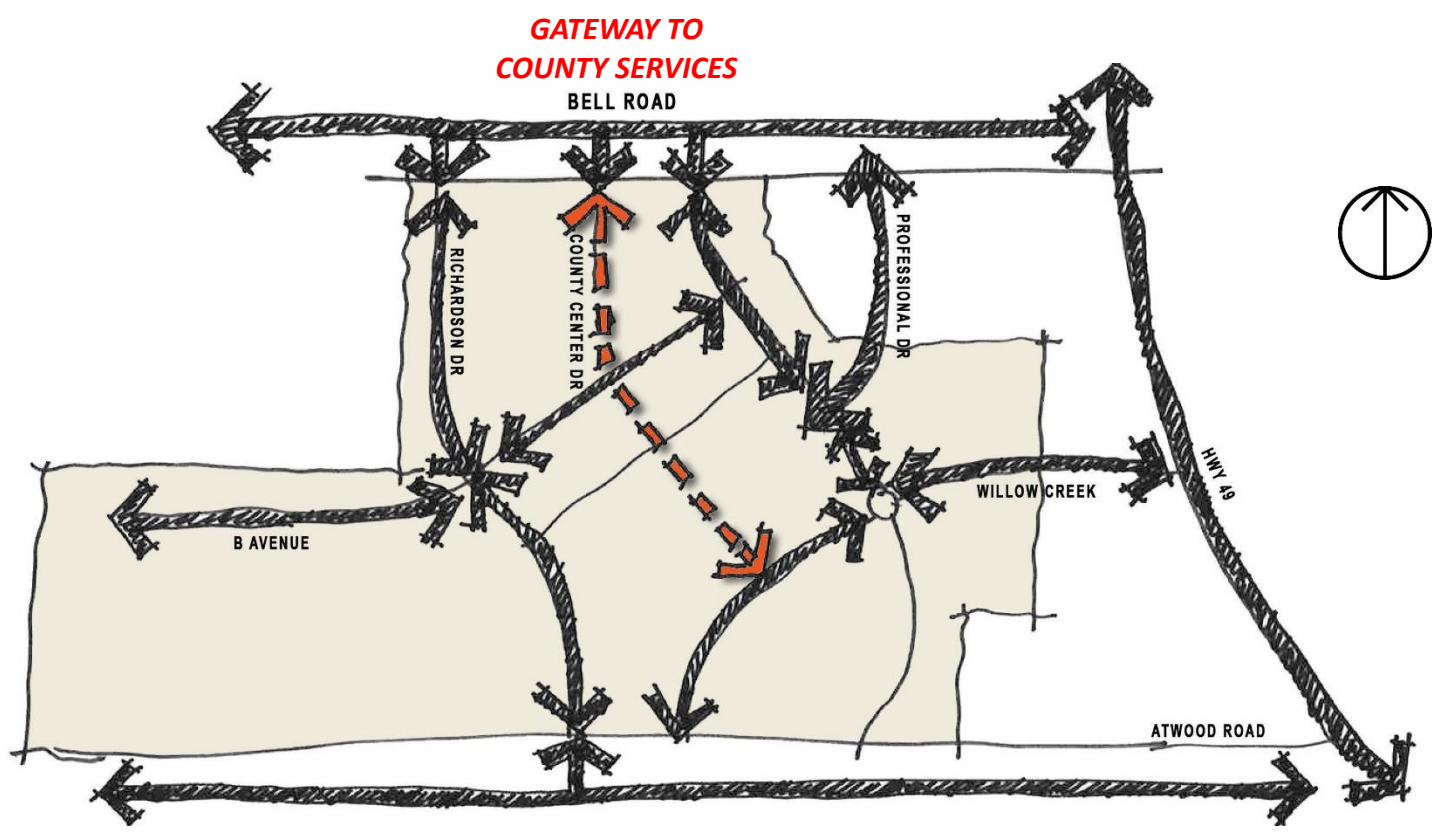 GATEWAY TO
COUNTY SERVICES
BELL ROAD
RICHARDSON DR
COUNTY CENTER DR
PROFESSIONAL DR
HWY 49
WILLOW CREEK
B AVENUE
ATWOOD ROAD